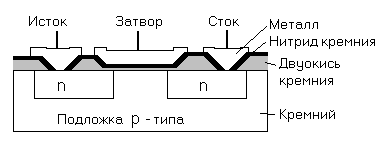 Исток Затвор Сток Металл
Нитрид кремния
Двуокись
кремния
n n
Подложка p - типа Кремний